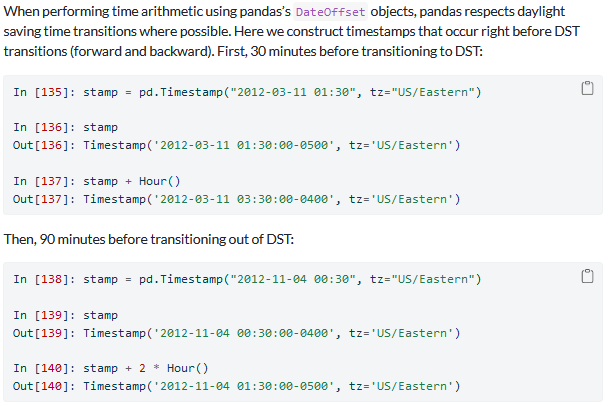 When performing time arithmetic using pandas’s DateOffset objects, pandas respects daylight
saving time transitions where possible. Here we construct timestamps that occur right before DST
transitions (forward and backward). First, 30 minutes before transitioning to DST:
In [135]: stamp = pd.Timestamp("2012-03-11 01:30", tz="US/Eastern")
In [136]: stamp
Out[136]: Timestamp('2012-03-11 01:30:00-0500', tz='US/Eastern')
In [137]: stamp + Hour()
Out[137]: Timestamp('2012-03-11 03:30:00-0400', tz='US/Eastern')
Then, 90 minutes before transitioning out of DST:
In [138]: stamp = pd.Timestamp("2012-11-04 00:30", tz="US/Eastern")
In [139]: stamp
Out[139]: Timestamp('2012-11-04 00:30:00-0400', tz='US/Eastern')
In [140]: stamp + 2 * Hour()
Out[140]: Timestamp('2012-11-04 01:30:00-0500', tz='US/Eastern')